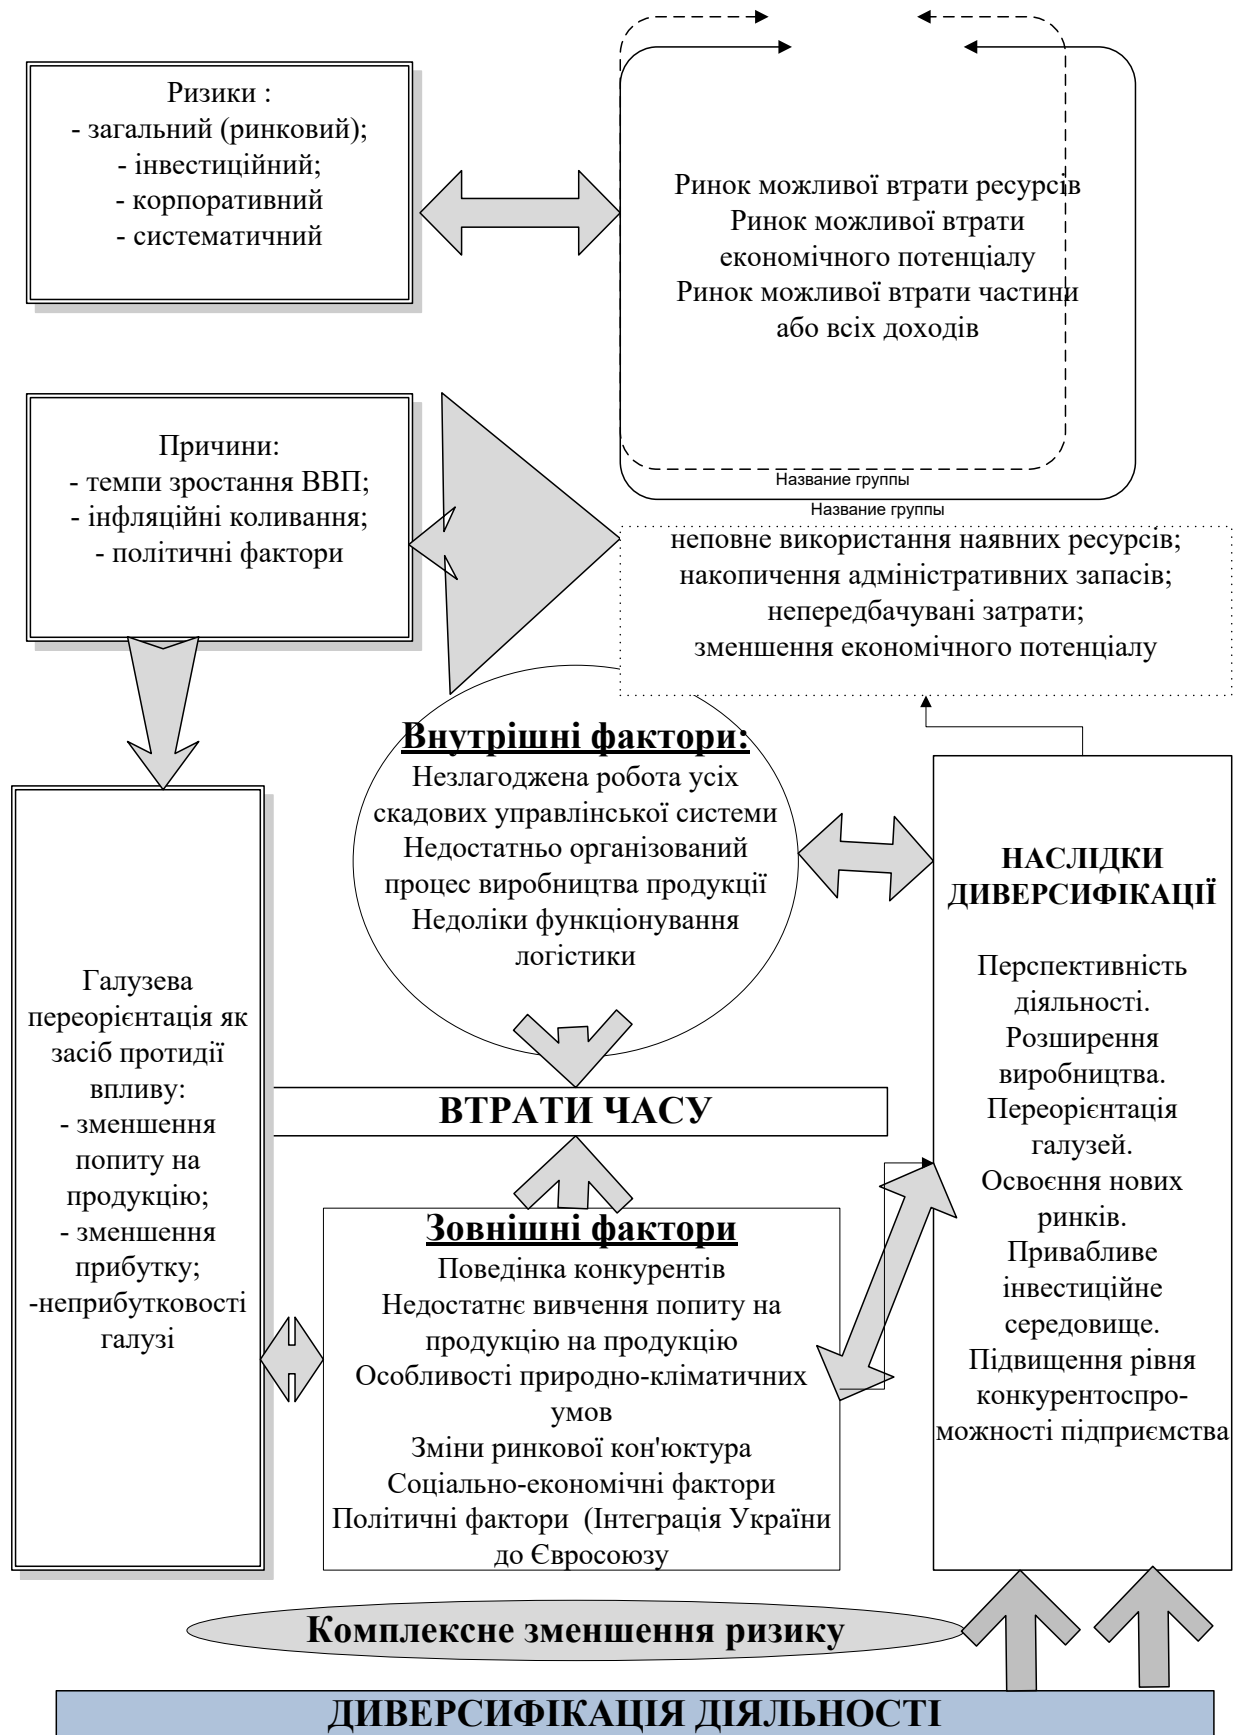 Ризики :
- загальний (ринковий);
- інвестиційний;
- корпоративний
- систематичний
Ринок можливої втрати ресурсів
Ринок можливої втрати
економічного потенціалу
Ринок можливої втрати частини
або всіх доходів
Название группы
Название группы
Причини:
- темпи зростання ВВП;
- інфляційні коливання;
- політичні фактори
неповне використання наявних ресурсів;
накопичення адміністративних запасів;
непередбачувані затрати;
зменшення економічного потенціалу
Внутрішні фактори:
Незлагоджена робота усіх
скадових управлінської системи
Недостатньо організований
процес виробництва продукції
Недоліки функціонування
логістики
НАСЛІДКИ
ДИВЕРСИФІКАЦІЇ
Перспективність
діяльності.
Розширення
виробництва.
Переорієнтація
галузей.
Освоєння нових
ринків.
Привабливе
інвестиційне
середовище.
Підвищення рівня
конкурентоспро-
можності підприємства
Галузева
переорієнтація як
засіб протидії
впливу:
- зменшення
попиту на
продукцію;
- зменшення
прибутку;
-неприбутковості
галузі
ВТРАТИ ЧАСУ
Зовнішні фактори
Поведінка конкурентів
Недостатнє вивчення попиту на
продукцію на продукцію
Особливості природно-кліматичних
умов
Зміни ринкової кон'юктура
Соціально-економічні фактори
Політичні фактори (Інтеграція України
до Євросоюзу
Комплексне зменшення ризику
ДИВЕРСИФІКАЦІЯ ДІЯЛЬНОСТІ